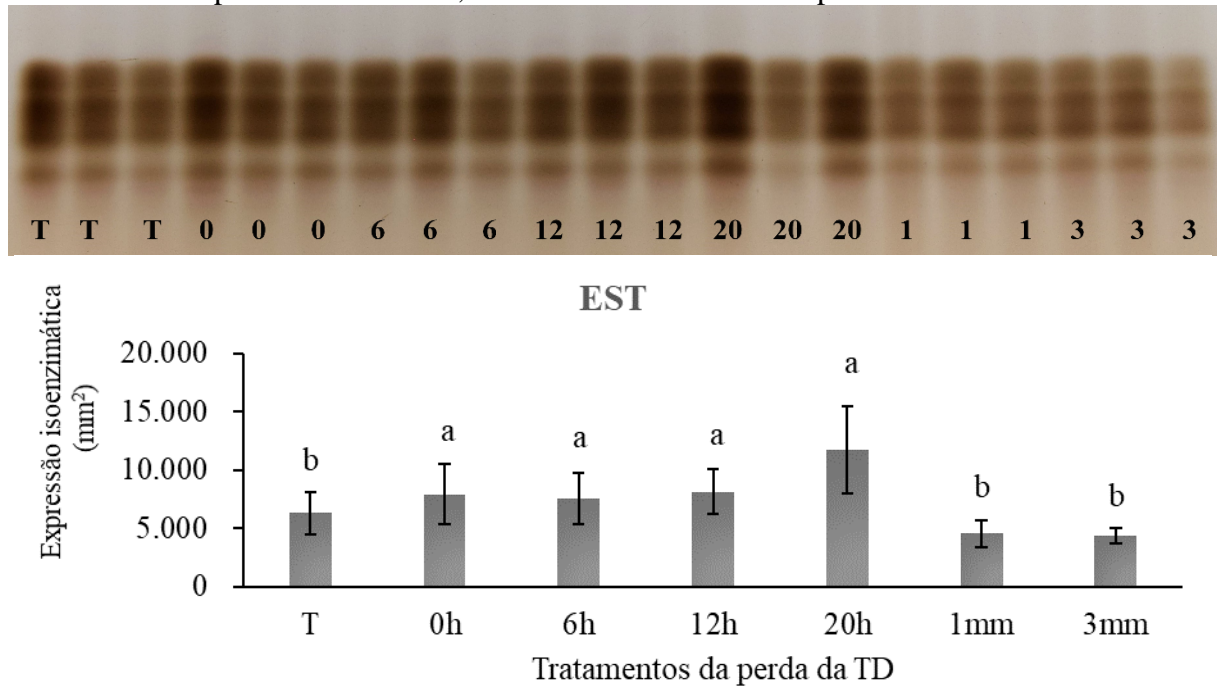 T T T 0 0 0 6 6 6 12 12 12 20 20 20 1 1 1 3 3 3
EST
Expressão isoenzimática
(mm²)
20.000
15.000
10.000
5.000
0
b a a a a b b
T 0h 6h 12h 20h 1mm 3mm
Tratamentos da perda da TD